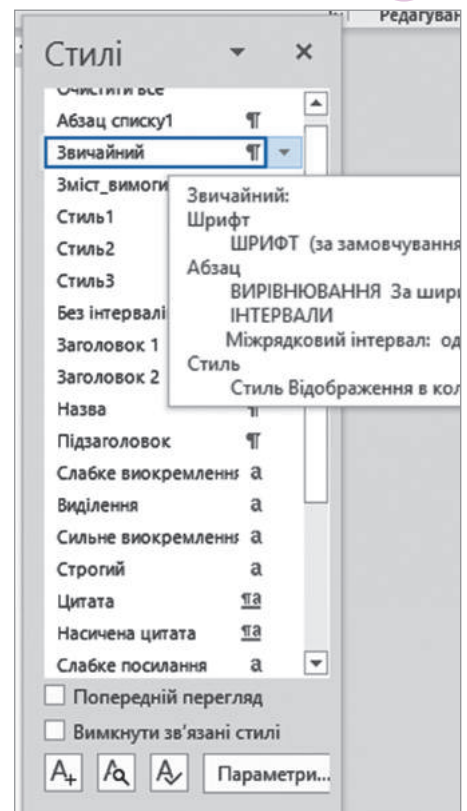 Редагуван
Стилі
Очистити все
Абзац списку1 ¶
Звичайний ¶
Зміст_вимоги
Стиль1
Стиль2
Стиль3
Без інтервалі
Заголовок 1
Заголовок 2
Назва ¶
Підзаголовок ¶
Слабке виокремлення a
Виділення a
Сильне виокремлення a
Строгий a
Цитата ¶a
Насичена цитата ¶a
Слабке посилання a
Звичайний:
Шрифт
ШРИФТ (за замовчування
Абзац
ВИРІВНЮВАННЯ За шири
ІНТЕРВАЛИ
Міжрядковий інтервал: од
Стиль
Стиль Відображення в кол
Попередній перегляд
Вимкнути зв'язані стилі
Параметри...